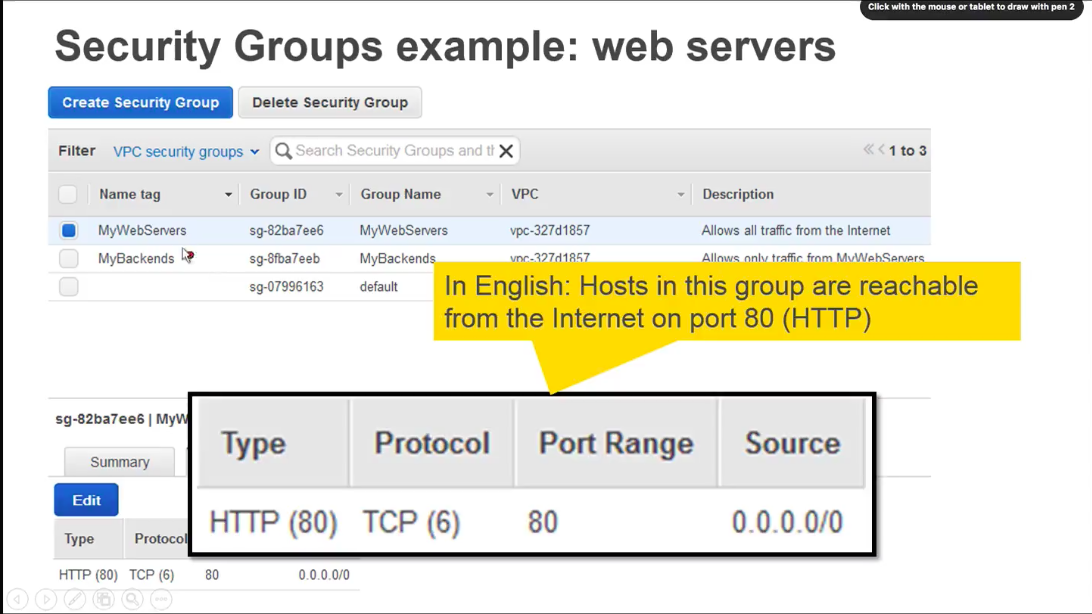 Click with the mouse or tablet to draw with pen 2
Security Groups example: web servers
Create Security Group Delete Security Group
Filter VPC security groups Search Security Groups and th 1 to 3
Name tag Group ID Group Name VPC Description
MyWebServers sg-82ba7ee6 MyWebServers vpc-327d1857 Allows all traffic from the Internet
MyBackends sg-8fba7eeb MyBackends vpc-327d1857 Allows only traffic from MyWebServers
sg-07996163 default
In English: Hosts in this group are reachable
from the Internet on port 80 (HTTP)
sg-82ba7ee6 | MyW
Summary
Edit
Type Protocol
HTTP (80) TCP (6) 80 0.0.0.0/0
Type Protocol Port Range Source
HTTP (80) TCP (6) 80 0.0.0.0/0